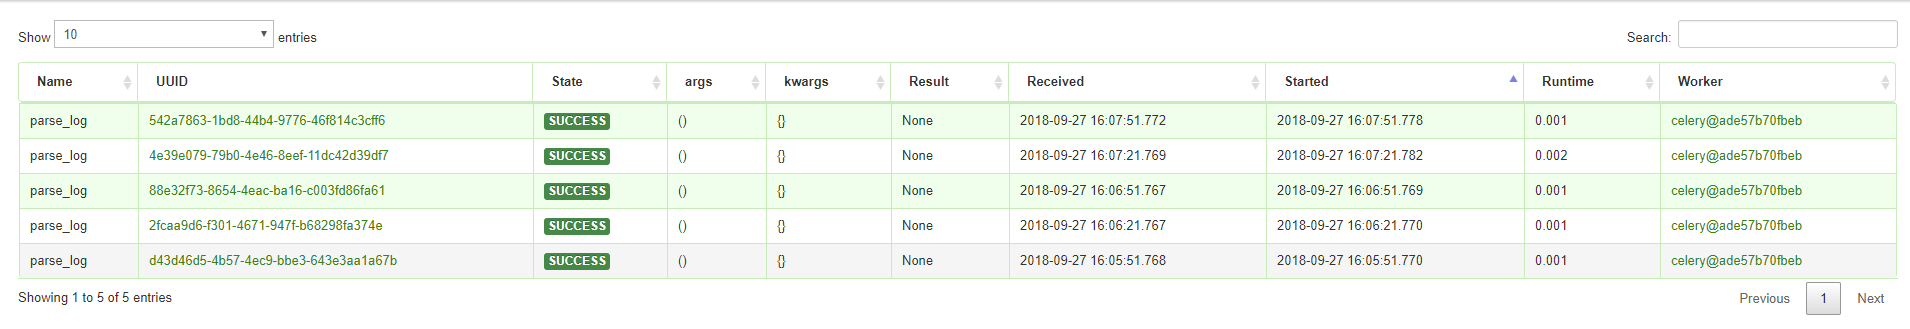 Show 10 entries Search:
Name UUID State args kwargs Result Received Started Runtime Worker
parse_log 542a7863-1bd8-44b4-9776-46f814c3cff6 SUCCESS () {} None 2018-09-27 16:07:51.772 2018-09-27 16:07:51.778 0.001 celery@ade57b70fbeb
parse_log 4e39e079-79b0-4e46-8eef-11dc42d39df7 SUCCESS () {} None 2018-09-27 16:07:21.769 2018-09-27 16:07:21.782 0.002 celery@ade57b70fbeb
parse_log 88e32f73-8654-4eac-ba16-c003fd86fa61 SUCCESS () {} None 2018-09-27 16:06:51.767 2018-09-27 16:06:51.769 0.001 celery@ade57b70fbeb
parse_log 2fcaa9d6-f301-4671-947f-b68298fa374e SUCCESS () {} None 2018-09-27 16:06:21.767 2018-09-27 16:06:21.770 0.001 celery@ade57b70fbeb
parse_log d43d46d5-4b57-4ec9-bbe3-643e3aa1a67b SUCCESS () {} None 2018-09-27 16:05:51.768 2018-09-27 16:05:51.770 0.001 celery@ade57b70fbeb
Showing 1 to 5 of 5 entries Previous 1 Next